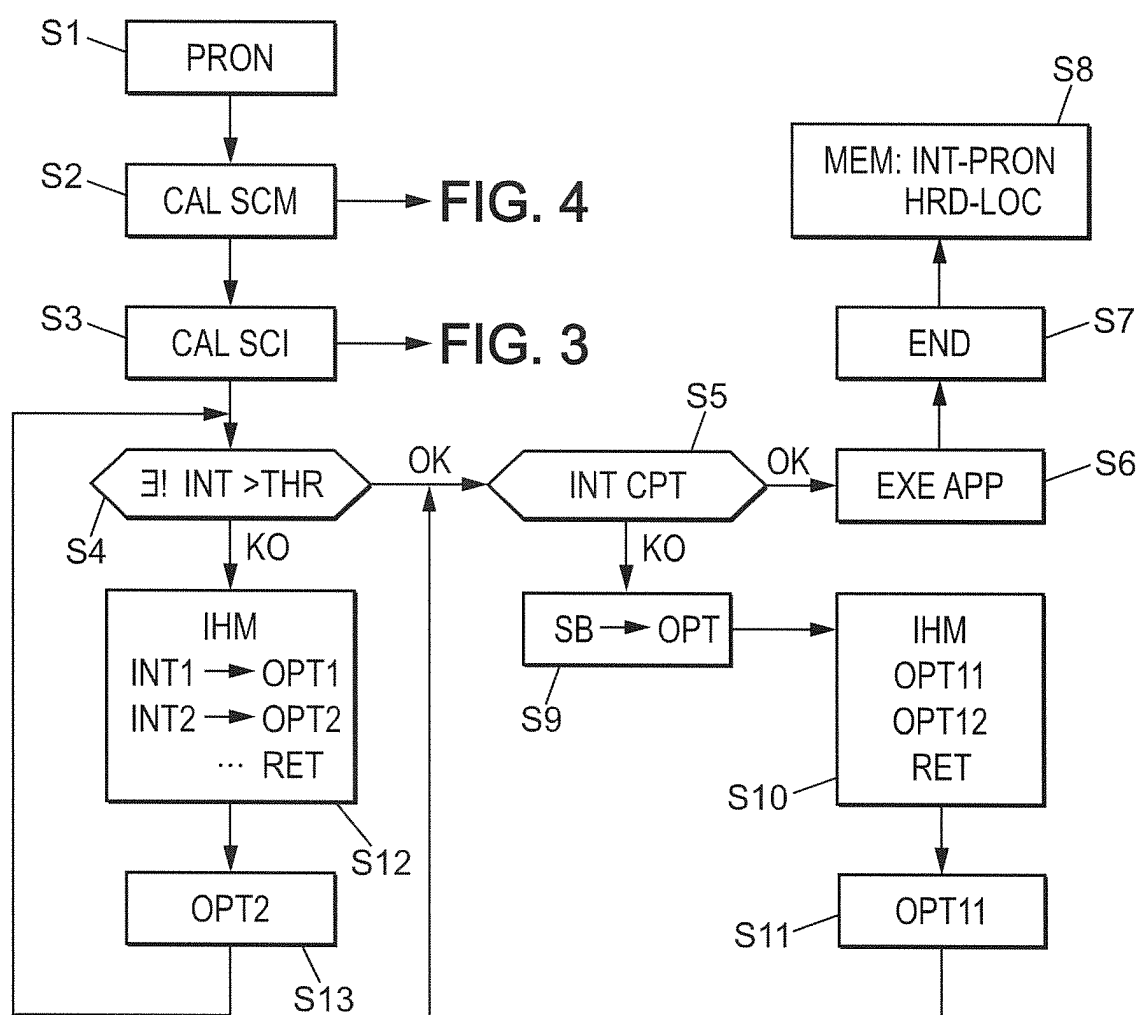 S1
PRON
S2
CAL SCM
FIG. 4
S3
CAL SCI
FIG. 3
S4
∃! INT >THR
OK
KO
S5
INT CPT
OK
KO
S6
EXE APP
S7
END
S8
MEM: INT-PRON
HRD-LOC
S9
SB → OPT
S10
IHM
OPT11
OPT12
RET
S11
OPT11
S12
IHM
INT1 → OPT1
INT2 → OPT2
... RET
S13
OPT2